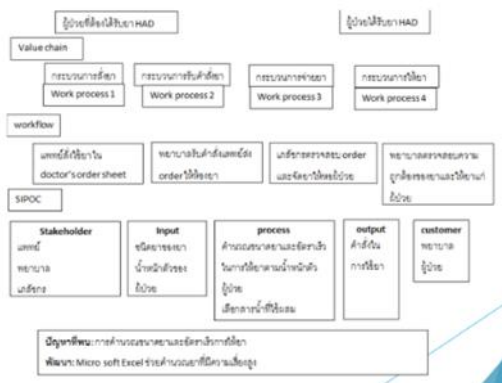 ผู้ป่วยที่ต้องได้รับยา HAD
ผู้ป่วยได้รับยา HAD
Value chain
กระบวนการสั่งยา
กระบวนการรับคำสั่งยา
กระบวนการจ่ายยา
กระบวนการให้ยา
Work process 1
Work process 2
Work process 3
Work process 4
workflow
แพทย์สั่งใช้ยาใน
doctor's order sheet
พยาบาลรับคำสั่งแพทย์ส่ง
order ให้ห้องยา
เภสัชกรตรวจสอบ order
และจัดยาให้หอผู้ป่วย
พยาบาลตรวจสอบความ
ถูกต้องของยาและให้ยาแก่
ผู้ป่วย
SIPOC
Stakeholder
แพทย์
พยาบาล
เภสัชกร
Input
ชนิดยาของยา
น้ำหนักตัวของ
ผู้ป่วย
process
คำนวณขนาดยาและอัตราเร็ว
ในการให้ยาตามน้ำหนักตัว
ผู้ป่วย
เลือกสารน้ำที่ใช้ผสม
output
คำสั่งใน
การใช้ยา
customer
พยาบาล
ผู้ป่วย
ปัญหาที่พบ: การคำนวณขนาดยาและอัตราเร็วการให้ยา
พัฒนา: Micro soft Excel ช่วยคำนวณยาที่มีความเสี่ยงสูง